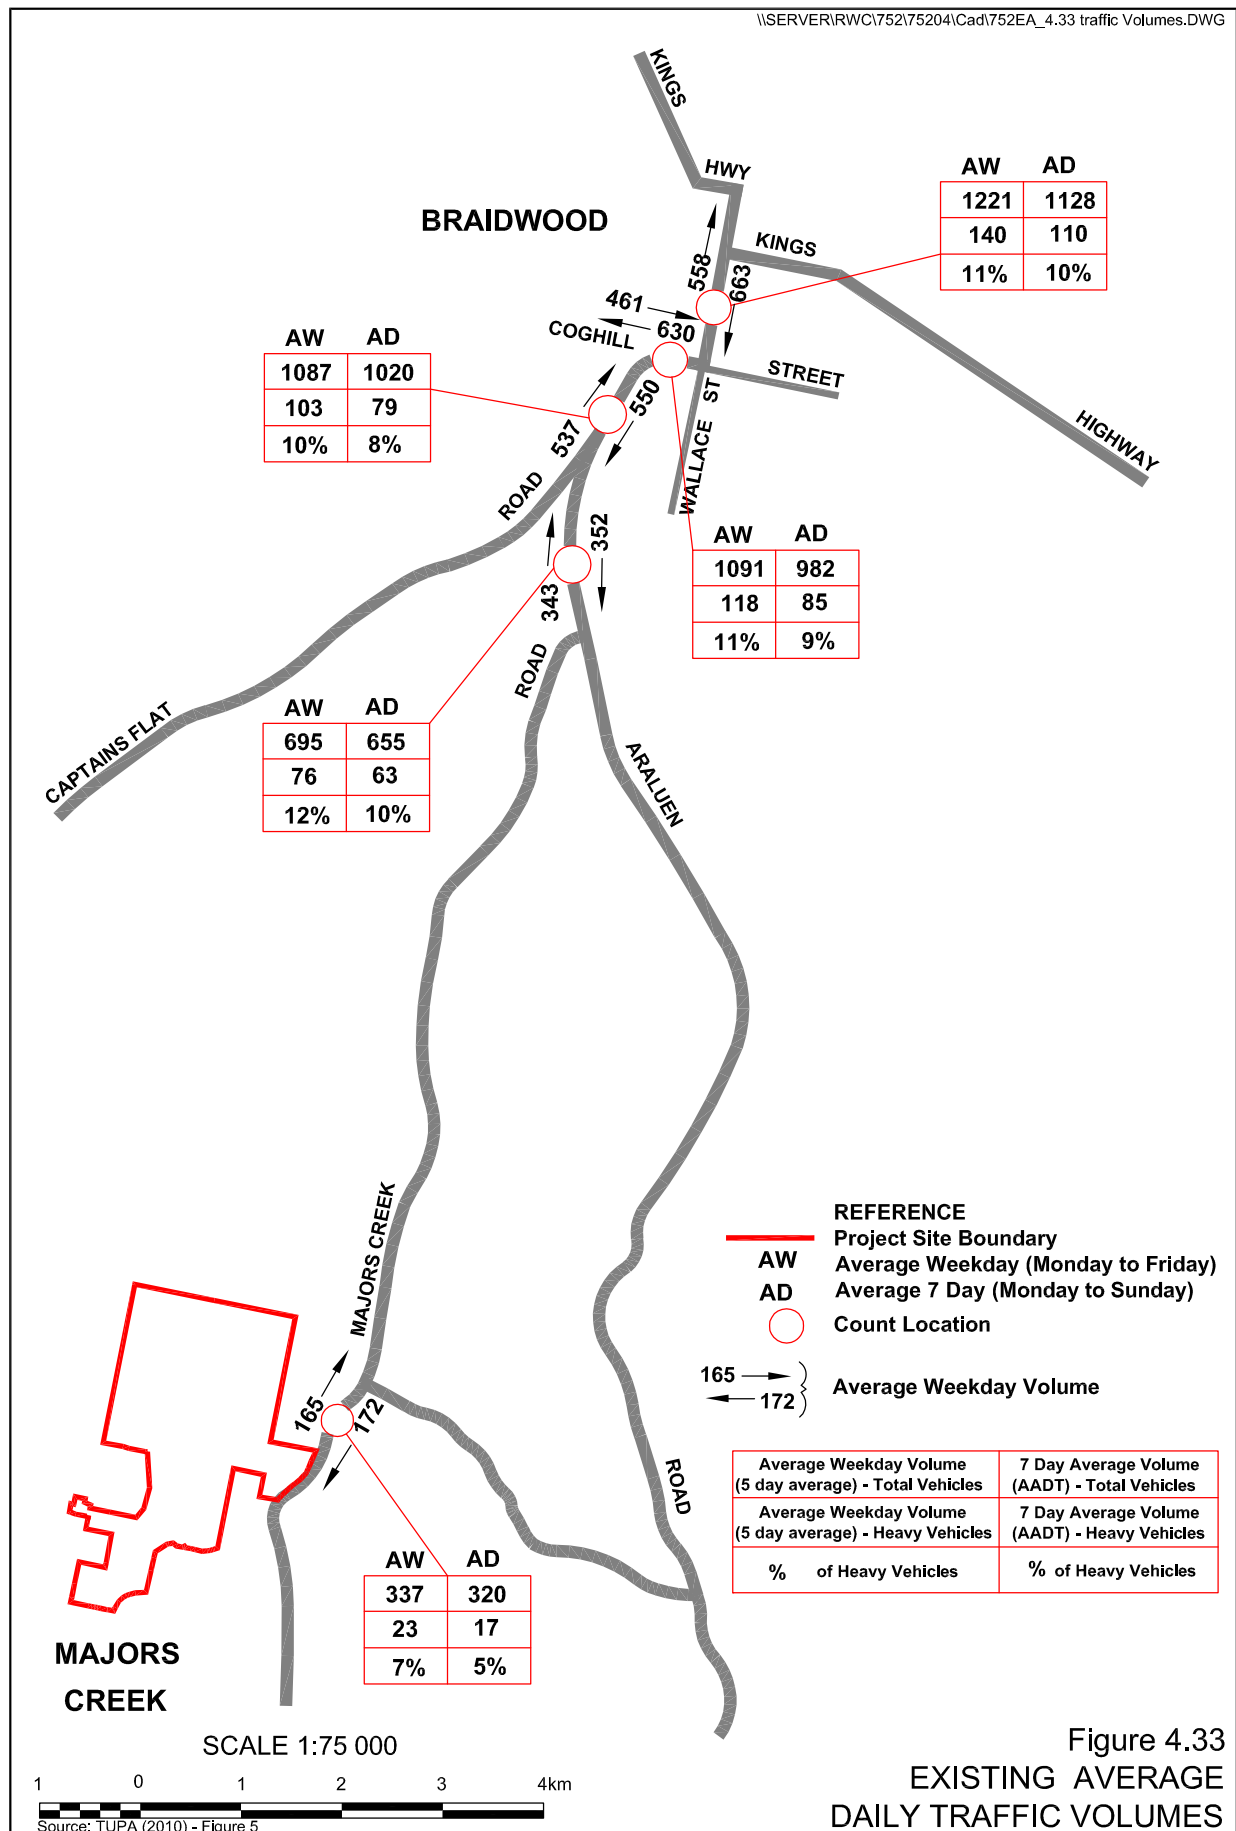 \\SERVER\RWC\752\75204\Cad\752EA_4.33 traffic Volumes.DWG
KINGS
HWY
BRAIDWOOD
KINGS
HIGHWAY
AW AD
1221 1128
140 110
11% 10%
558
663
461
630
COGHILL
STREET
WALLACE ST
AW AD
1087 1020
103 79
10% 8%
537
550
ROAD
CAPTAINS FLAT
352
343
AW AD
1091 982
118 85
11% 9%
ROAD
AW AD
695 655
76 63
12% 10%
ARALUEN
MAJORS CREEK
ROAD
165
172
AW AD
337 320
23 17
7% 5%
MAJORS
CREEK
REFERENCE
Project Site Boundary
AW Average Weekday (Monday to Friday)
AD Average 7 Day (Monday to Sunday)
Count Location
165
172
Average Weekday Volume
Average Weekday Volume
(5 day average) - Total Vehicles
7 Day Average Volume
(AADT) - Total Vehicles
Average Weekday Volume
(5 day average) - Heavy Vehicles
7 Day Average Volume
(AADT) - Heavy Vehicles
% of Heavy Vehicles
% of Heavy Vehicles
SCALE 1:75 000
1 0 1 2 3 4km
Source: TUPA (2010) - Figure 5
Figure 4.33
EXISTING AVERAGE
DAILY TRAFFIC VOLUMES